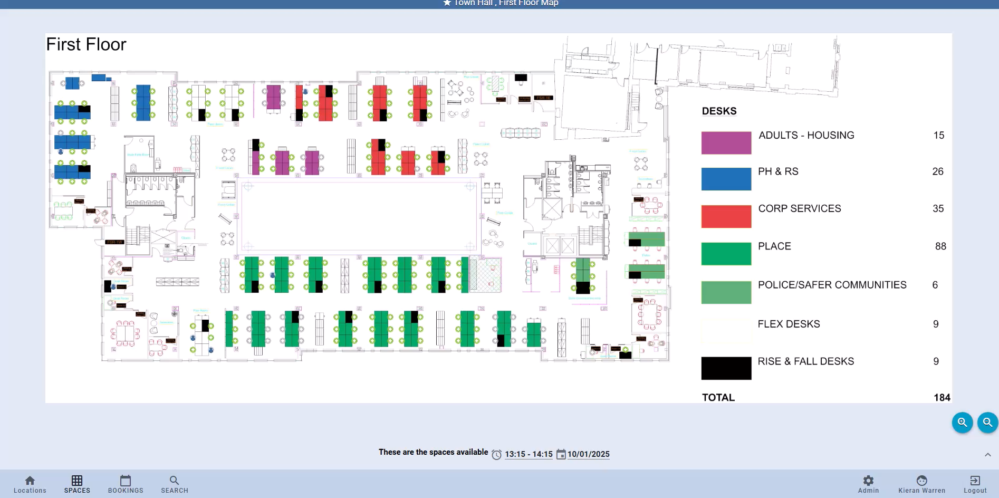 ★ Town Hall , First Floor Map
First Floor
FSR-1E
FSR-1W
DESKS
ADULTS - HOUSING 15
PH & RS 26
CORP SERVICES 35
PLACE 88
POLICE/SAFER COMMUNITIES 6
FLEX DESKS 9
RISE & FALL DESKS 9
TOTAL 184
These are the spaces available 13:15 - 14:15 10/01/2025
Locations SPACES BOOKINGS SEARCH Admin Kieran Warren Logout